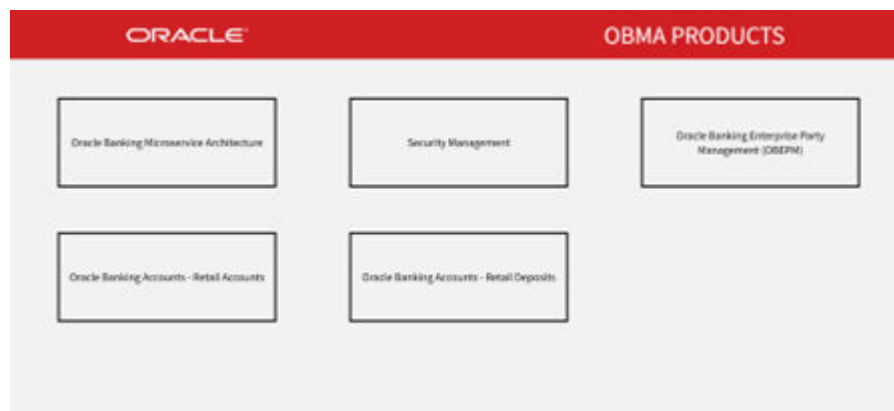 ORACLE
OBMA PRODUCTS
Oracle Banking Microservice Architecture
Security Management
Oracle Banking Enterprise Party
Management (OBEPM)
Oracle Banking Accounts - Retail Accounts
Oracle Banking Accounts - Retail Deposits